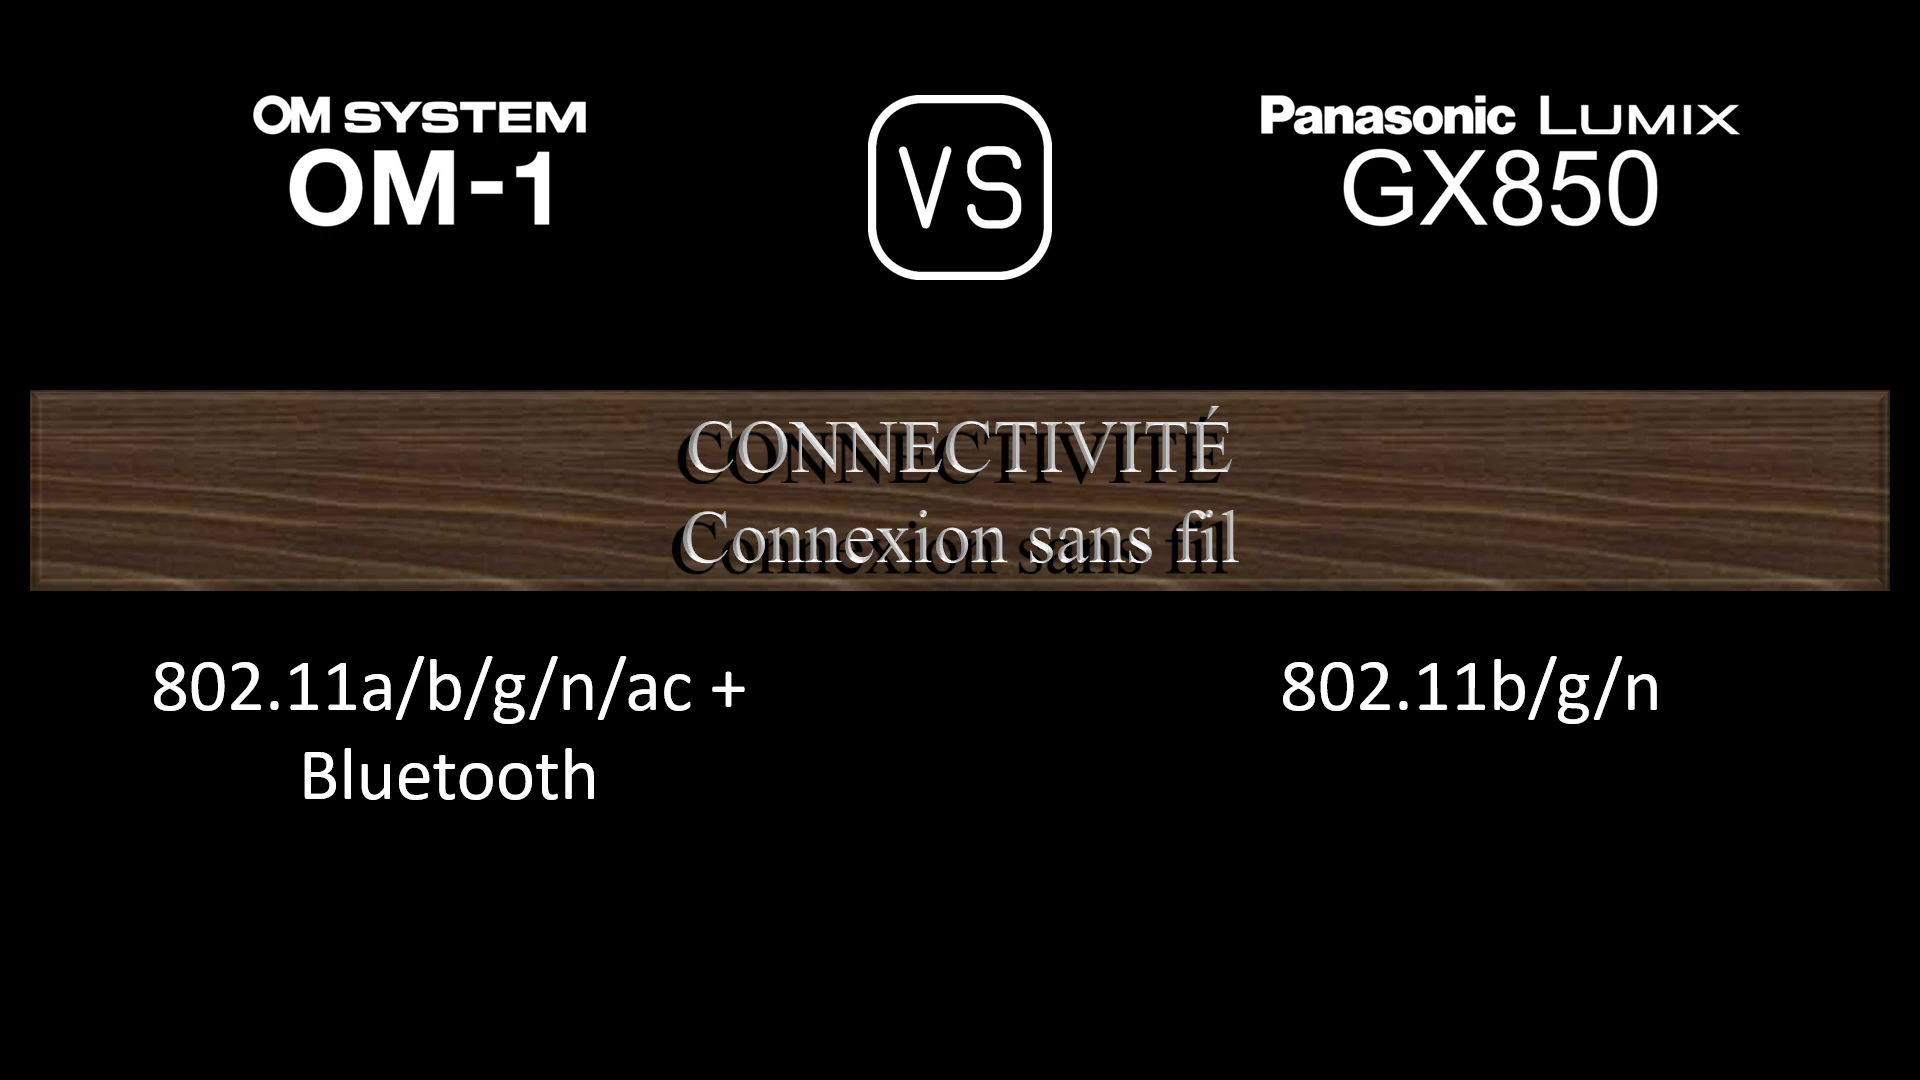 OM SYSTEM
OM-1
VS
Panasonic LUMIX
GX850
CONNECTIVITÉ
Connexion sans fil
802.11a/b/g/n/ac +
Bluetooth
802.11b/g/n